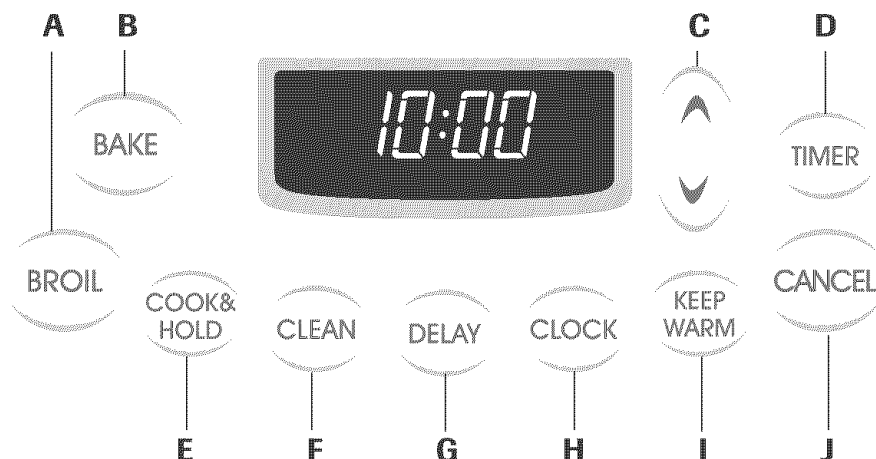 A B C D
BAKE
10:00
TIMER
BROIL
COOK&
HOLD
CLEAN
DELAY
CLOCK
KEEP
WARM
CANCEL
E F G H I J